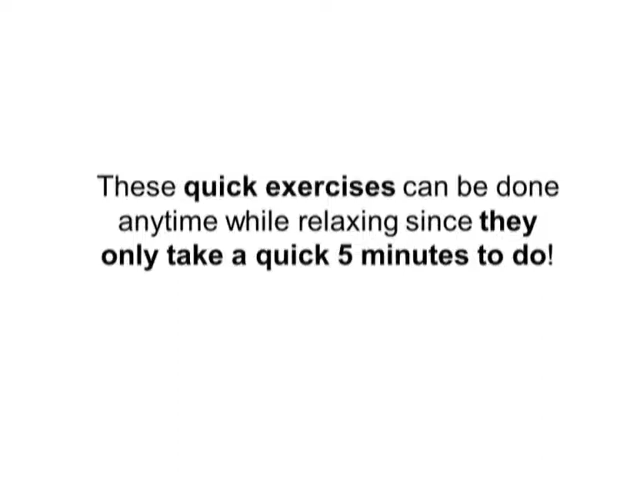 These quick exercises can be done
anytime while relaxing since they
only take a quick 5 minutes to do!